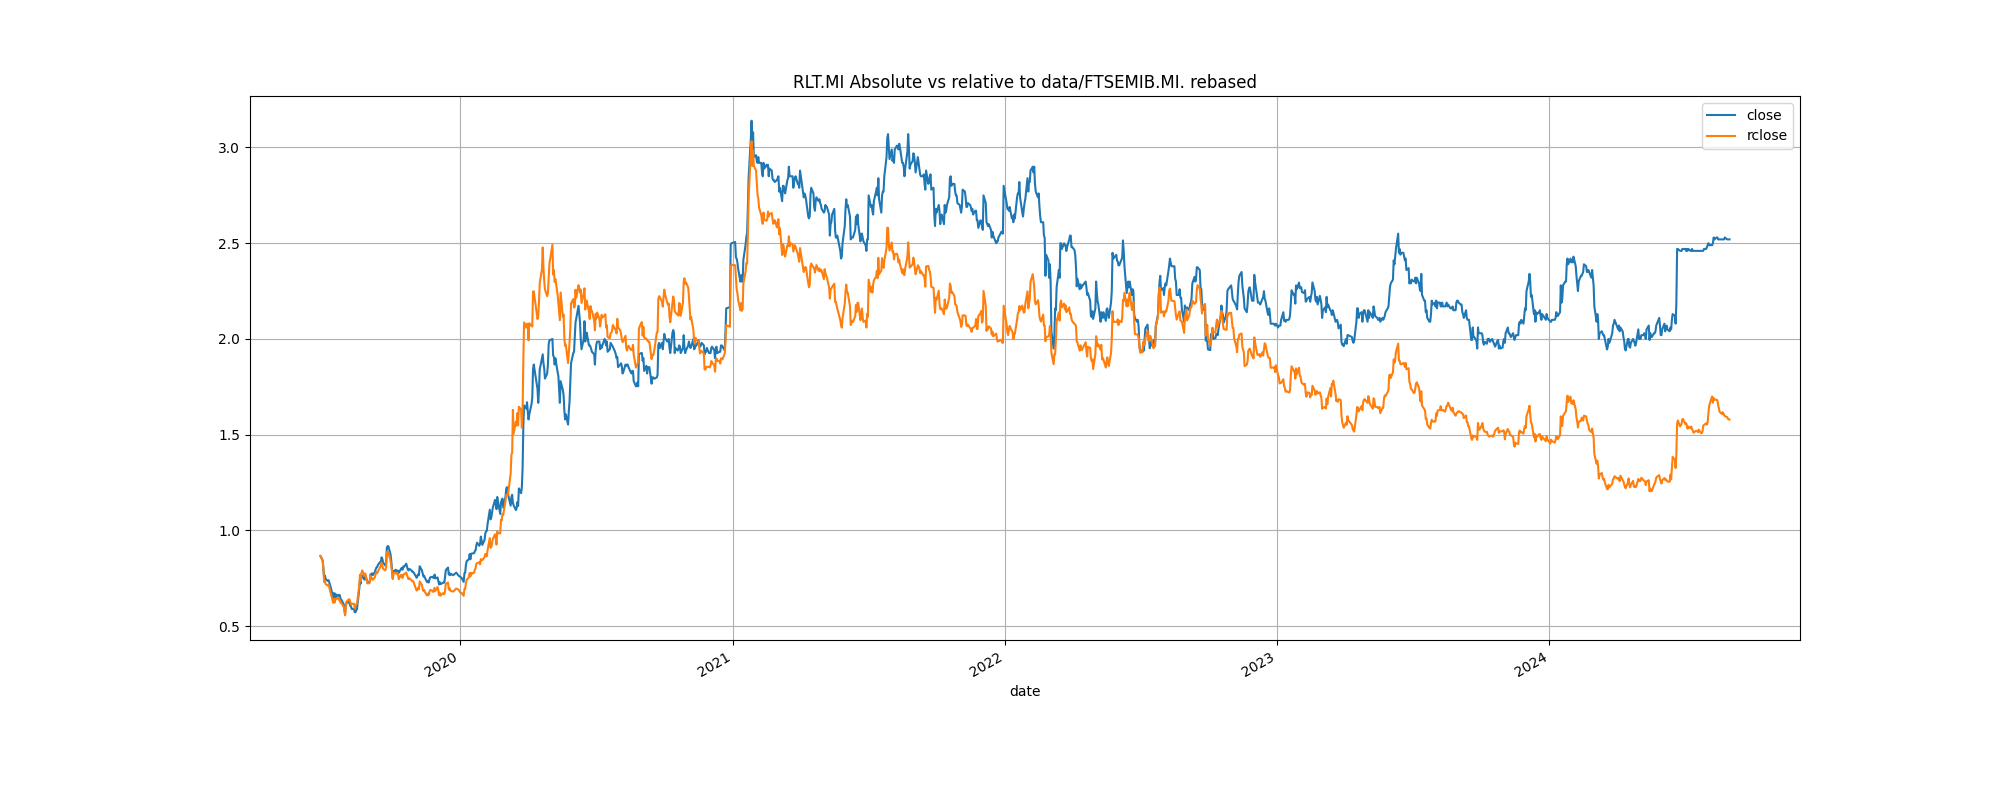 RLT.MI Absolute vs relative to data/FTSEMIB.MI. rebased
close
rclose
3.0
2.5
2.0
1.5
1.0
0.5
2020
2021
2022
2023
2024
date